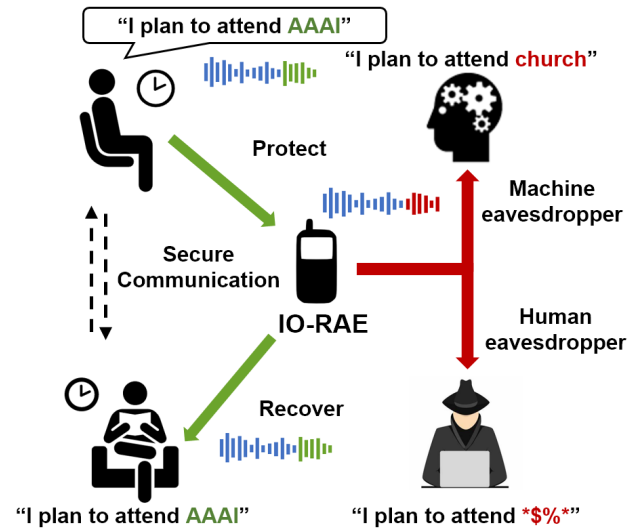 “I plan to attend AAAI”
“I plan to attend church”
Protect
Machine
eavesdropper
Secure
Communication
IO-RAE
Human
eavesdropper
Recover
“I plan to attend AAAI”
“I plan to attend *$%*”